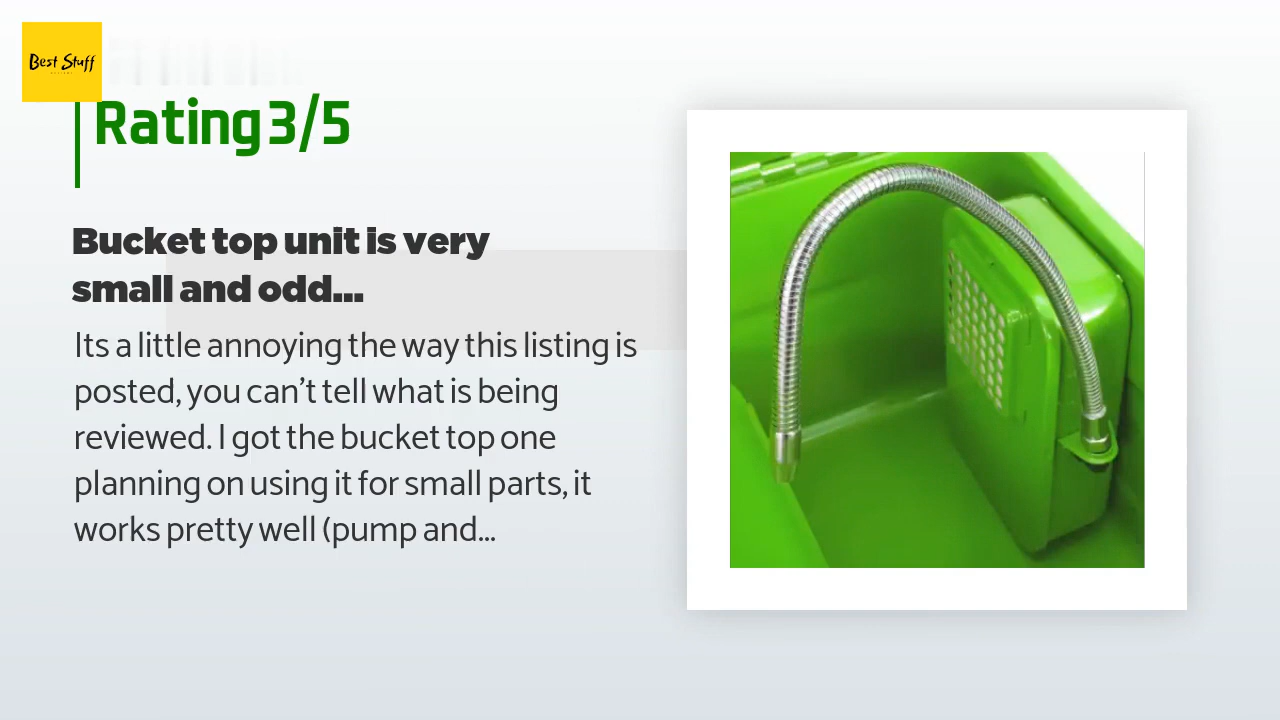 Best Stuff
Rating 3/5
Bucket top unit is very
small and odd...
Its a little annoying the way this listing is
posted, you can’t tell what is being
reviewed. I got the bucket top one
planning on using it for small parts, it
works pretty well (pump and...